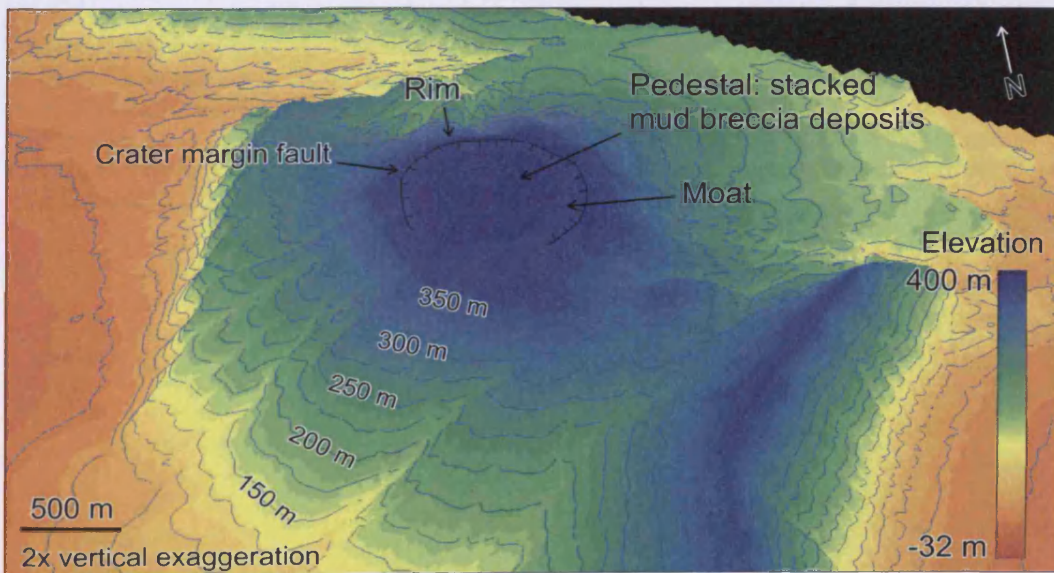 N
Rim
Pedestal: stacked
mud breccia deposits
Crater margin fault
Moat
Elevation
400 m
350 m
300 m
250 m
200 m
150 m
500 m
2x vertical exaggeration
-32 m